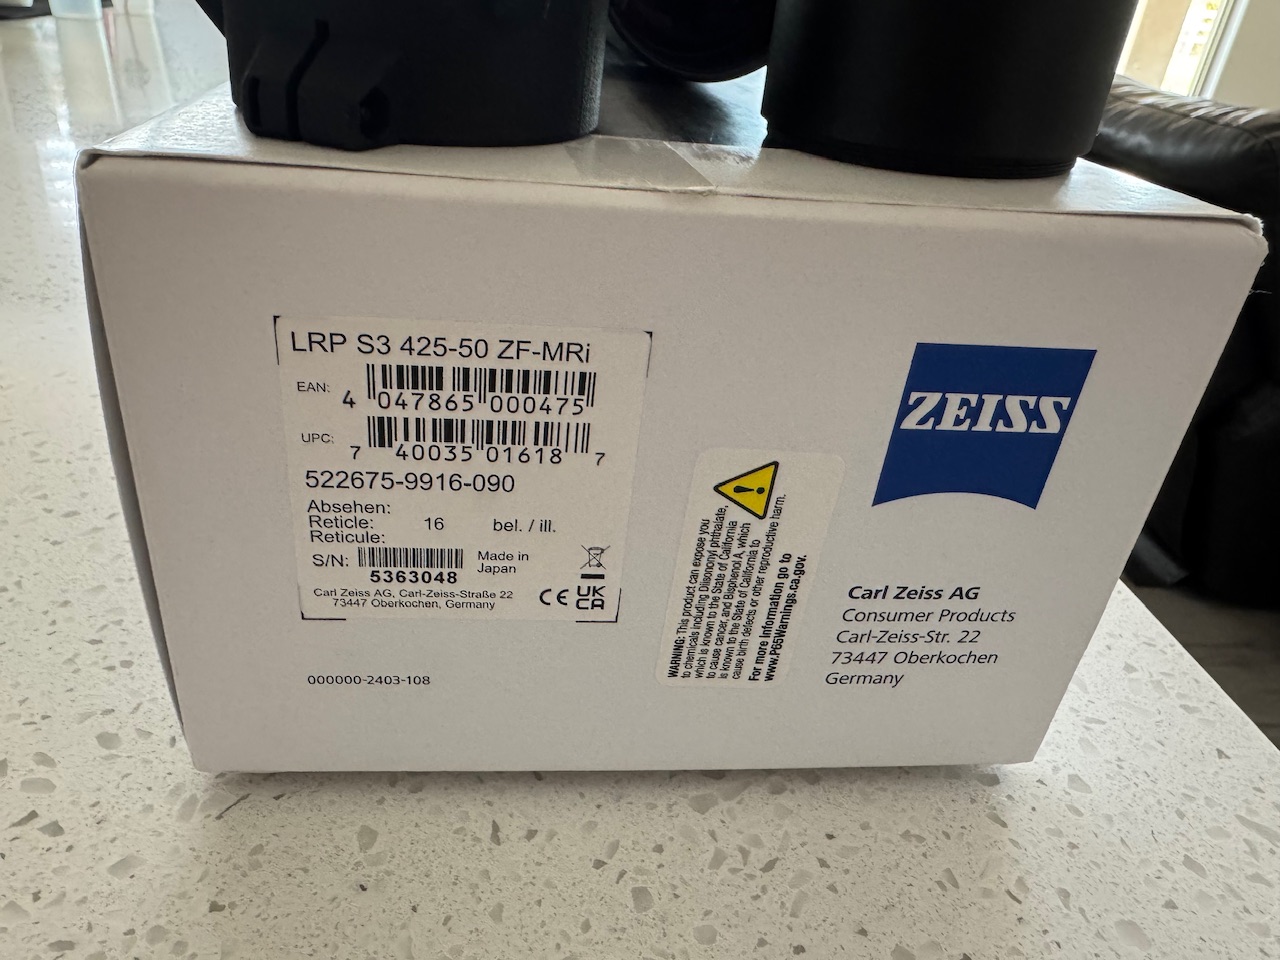 LRP S3 425-50 ZF-MRi
EAN:
4 047865 000475
UPC:
7 40035 01618 7
522675-9916-090
Absehen:
Reticle: 16 bel. / ill.
Reticule:
S/N:
5363048
Made in
Japan
Carl Zeiss AG, Carl-Zeiss-Straße 22
73447 Oberkochen, Germany
CE
UK
CA
000000-2403-108
WARNING: This product can expose you
to chemicals including Diisononyl phthalate,
which is known to the State of California
to cause cancer, and Bisphenol A, which
is known to the State of California to
cause birth defects or other reproductive harm.
For more information go to
www.P65Warnings.ca.gov.
ZEISS
Carl Zeiss AG
Consumer Products
Carl-Zeiss-Str. 22
73447 Oberkochen
Germany